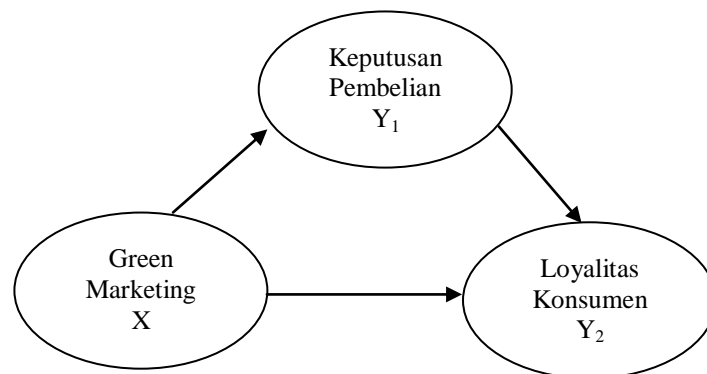 Keputusan
Pembelian
Y₁
Green
Marketing
X
Loyalitas
Konsumen
Y₂